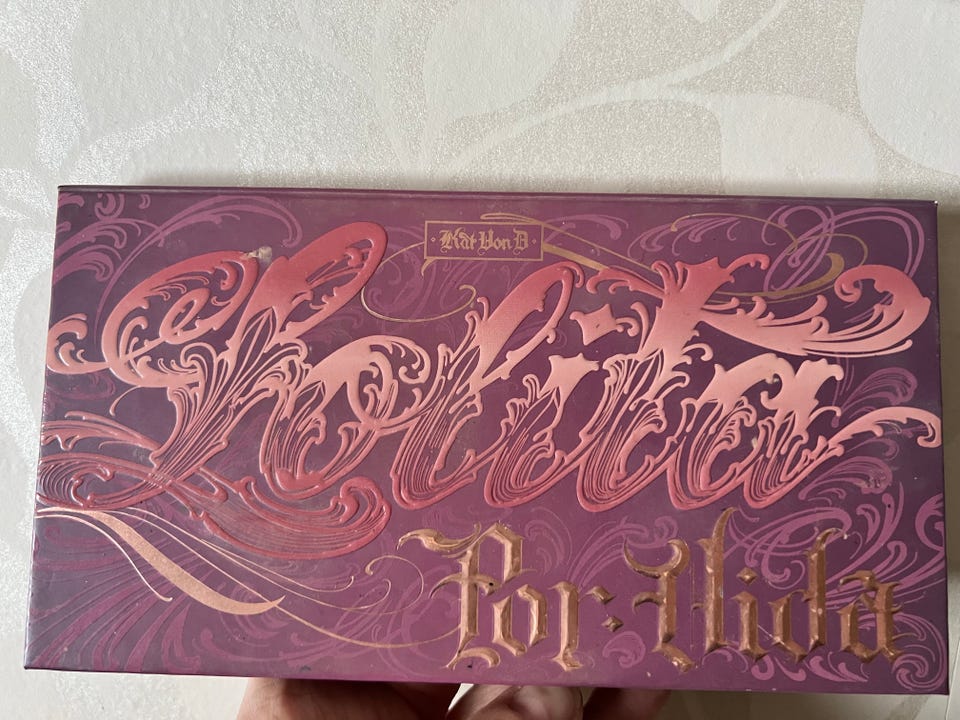 Kat Von D
Lolita
Por·Vida